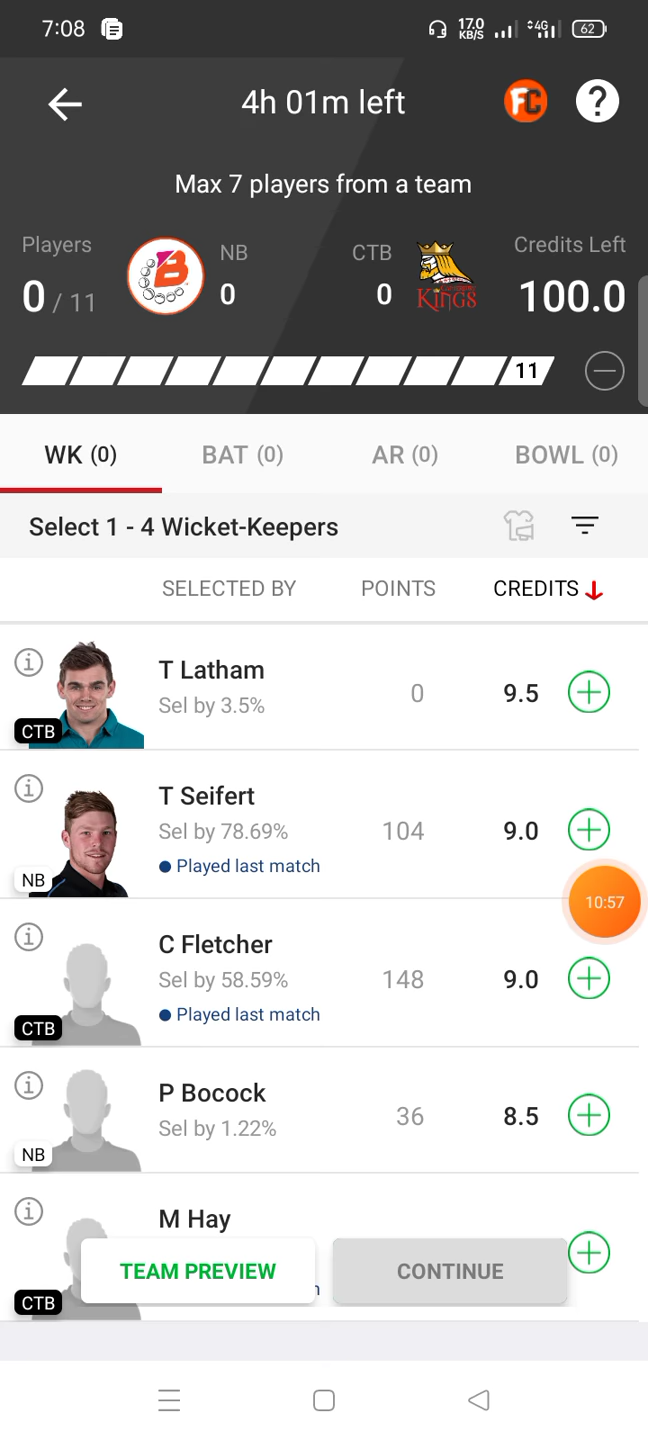 7:08 17.0 KB/S 4G 62
4h 01m left FC ?
Max 7 players from a team
Players NB CTB Credits Left
0 / 11 B 0 0 KINGS 100.0
11
WK (0) BAT (0) AR (0) BOWL (0)
Select 1 - 4 Wicket-Keepers
SELECTED BY POINTS CREDITS
T Latham
Sel by 3.5% 0 9.5
CTB
T Seifert
Sel by 78.69% 104 9.0
Played last match
NB
10:57
C Fletcher
Sel by 58.59% 148 9.0
Played last match
CTB
P Bocock
Sel by 1.22% 36 8.5
NB
M Hay
TEAM PREVIEW CONTINUE
CTB